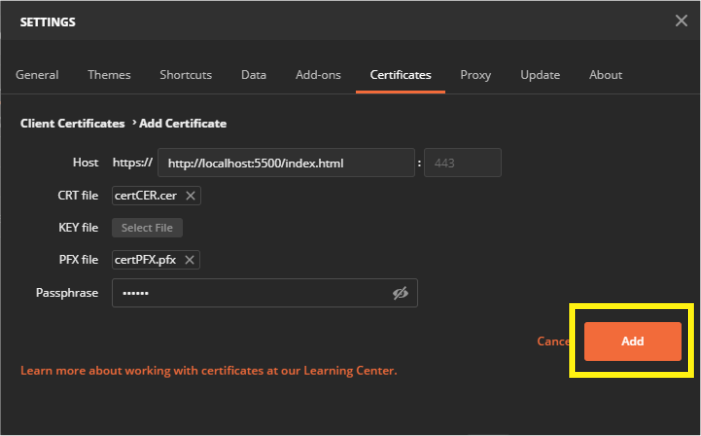 SETTINGS
General Themes Shortcuts Data Add-ons Certificates Proxy Update About
Client Certificates › Add Certificate
Host https:// http://localhost:5500/index.html : 443
CRT file certCER.cer ×
KEY file Select File
PFX file certPFX.pfx ×
Passphrase ••••••
Cance Add
Learn more about working with certificates at our Learning Center.